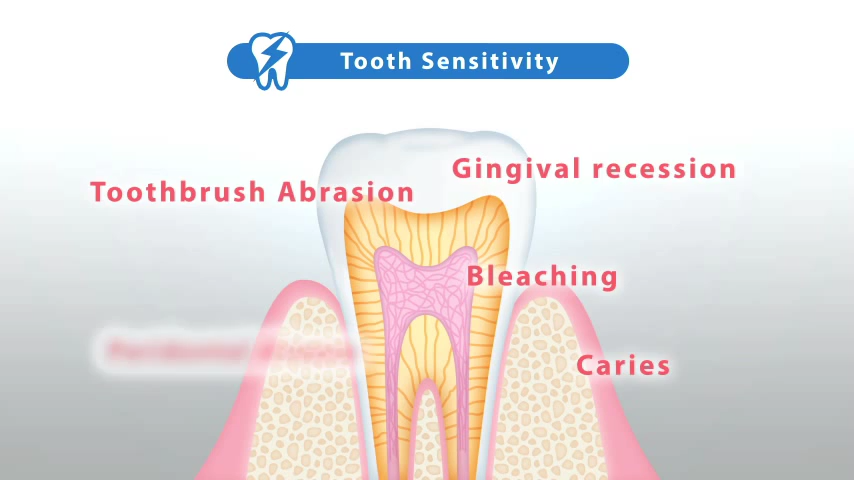 Tooth Sensitivity
Gingival recession
Toothbrush Abrasion
Bleaching
Caries